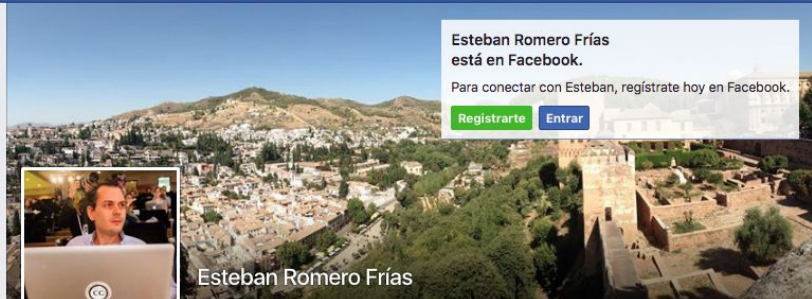 Esteban Romero Frías
está en Facebook.
Para conectar con Esteban, regístrate hoy en Facebook.
Registrarte Entrar
cc
Esteban Romero Frías